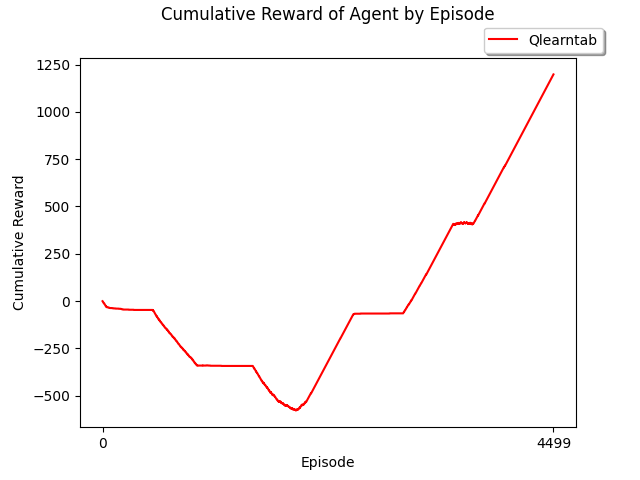 Cumulative Reward of Agent by Episode
Qlearntab
1250
1000
750
500
250
0
−250
−500
Cumulative Reward
0
4499
Episode